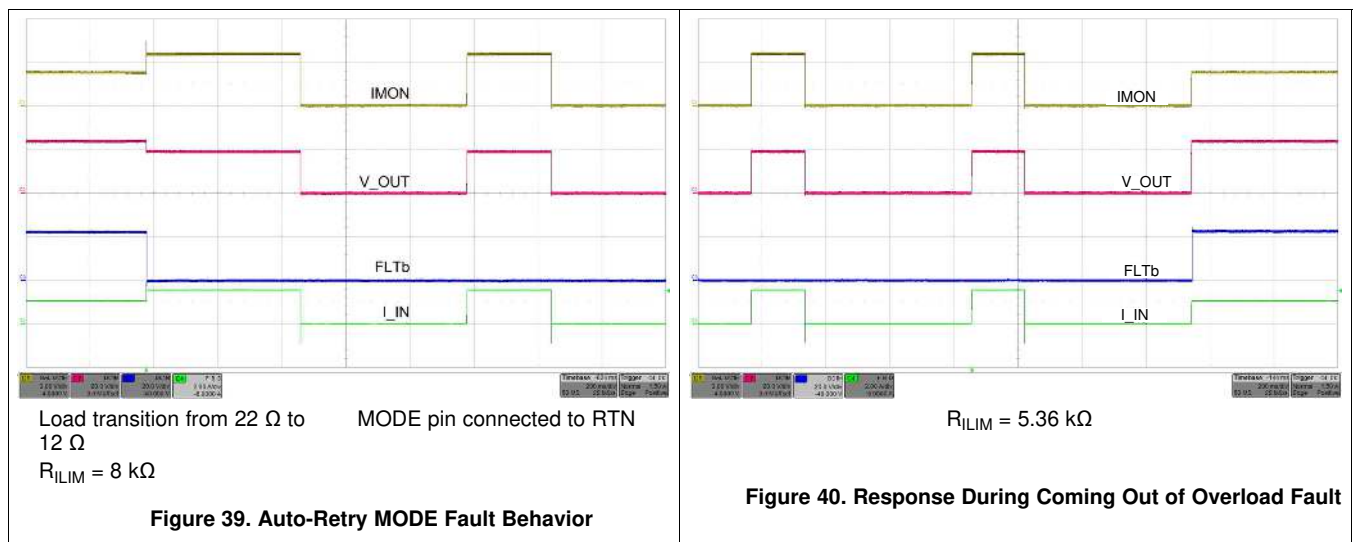 IMON
V_OUT
FLTb
I_IN
Load transition from 22 Ω to
12 Ω
MODE pin connected to RTN
R_ILIM = 8 kΩ
Figure 39. Auto-Retry MODE Fault Behavior
IMON
V_OUT
FLTb
I_IN
R_ILIM = 5.36 kΩ
Figure 40. Response During Coming Out of Overload Fault